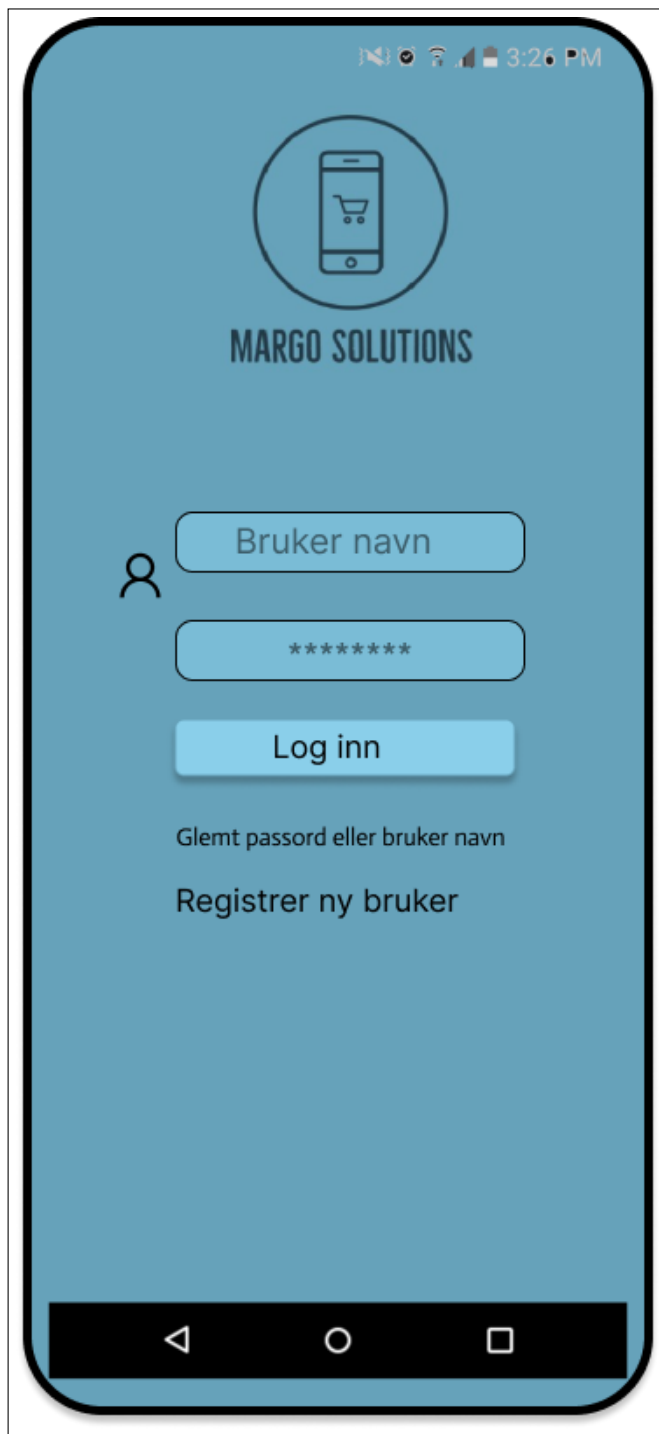 3:26 PM
MARGO SOLUTIONS
Bruker navn
********
Log inn
Glemt passord eller bruker navn
Registrer ny bruker